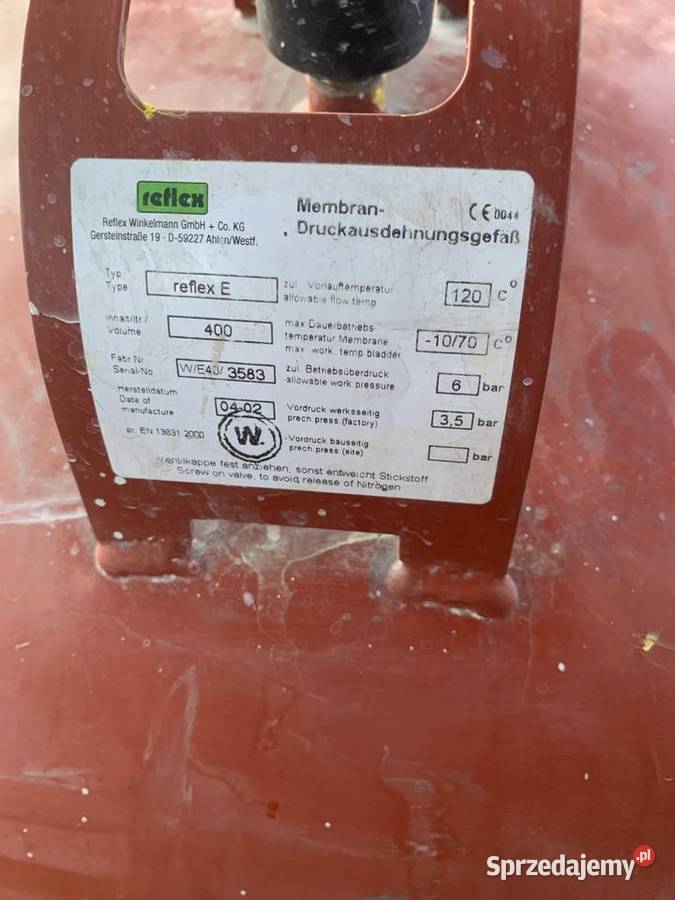 reflex
Reflex Winkelmann GmbH + Co. KG
Gersteinstraße 19 - D-59227 Ahlen/Westf.
Membran-
Druckausdehnungsgefäß
CE 0044
Typ
Type
reflex E
zul Vorlauftemperatur
allowable flow temp.
120 C°
Inhalt/ltr/
Volume
400
max Dauerbetriebs-
temperatur Membrane
max work temp bladder
-10/70 C°
Fabr Nr
Serial-No
W/E40/ 3583
zul Betriebsüberdruck
allowable work pressure
6 bar
Herstelldatum
Date of
manufacture
04-02
Vordruck werksseitig
prech.press.(factory)
3,5 bar
pr. EN 13831 2000
W.
Vordruck bauseitig
prech.press (site)
bar
Ventilkappe fest anziehen, sonst entweicht Stickstoff
Screw on valve, to avoid release of Nitrogen
Sprzedajemy.pl